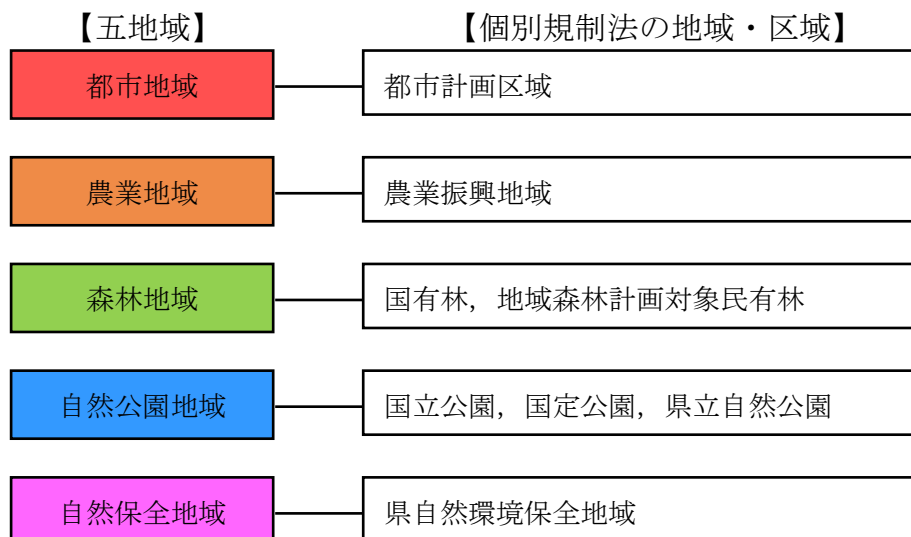 【五地域】 【個別規制法の地域・区域】
都市地域 都市計画区域
農業地域 農業振興地域
森林地域 国有林，地域森林計画対象民有林
自然公園地域 国立公園，国定公園，県立自然公園
自然保全地域 県自然環境保全地域